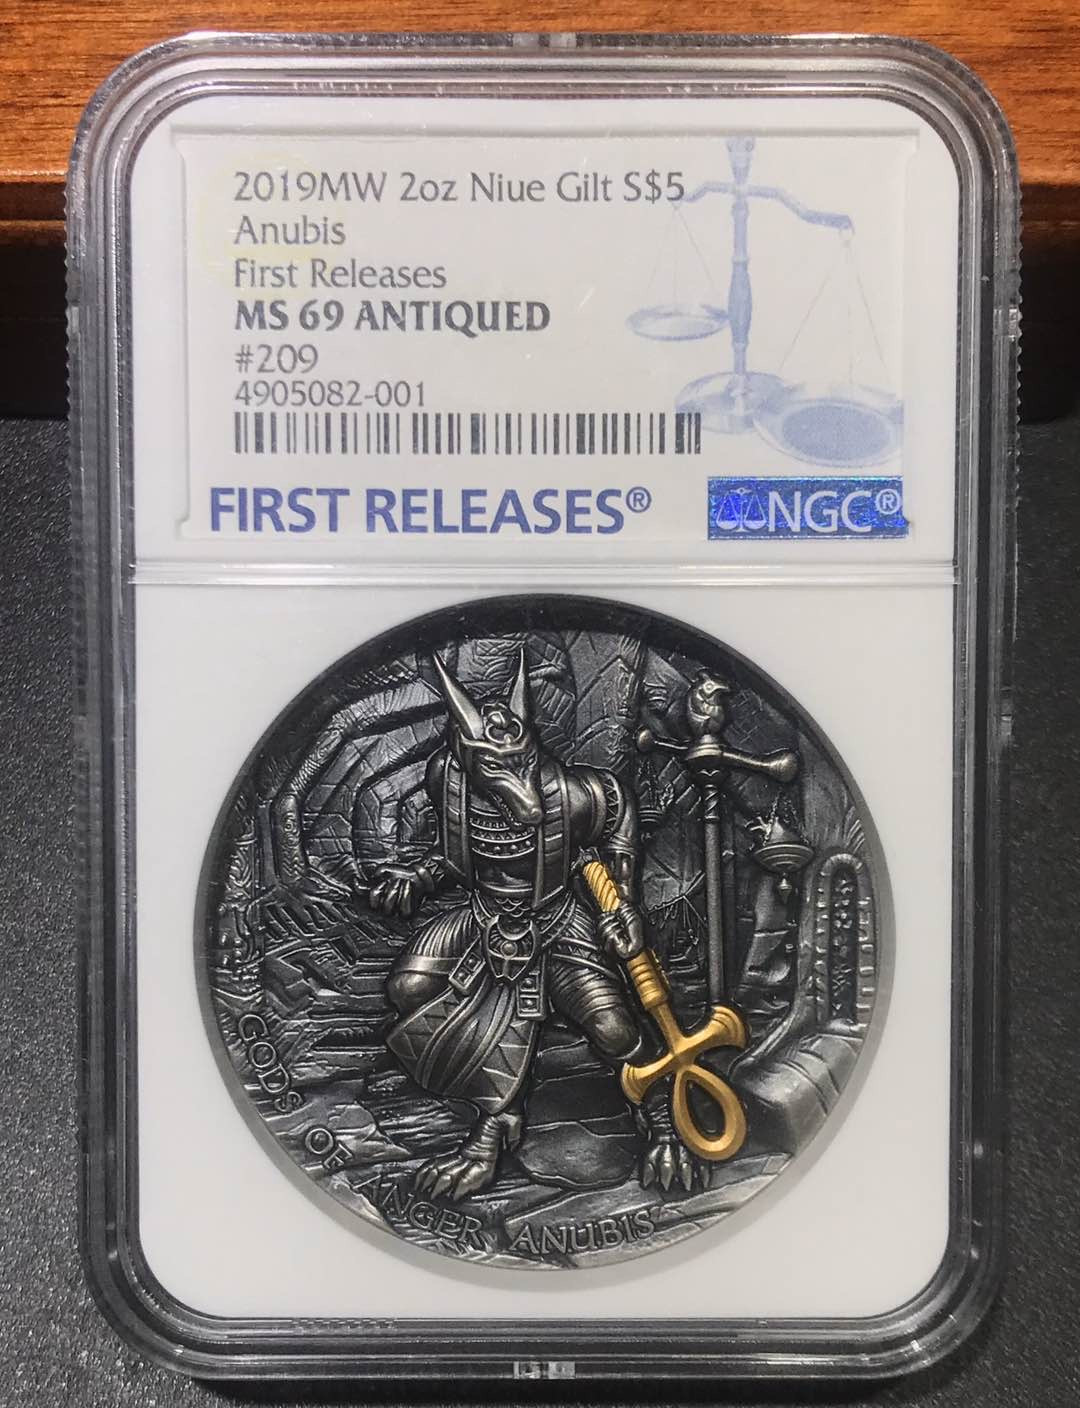 2019MW 2oz Niue Gilt S$5
Anubis
First Releases
MS 69 ANTIQUED
#209
4905082-001
FIRST RELEASES®
NGC®
GODS OF ANGER ANUBIS